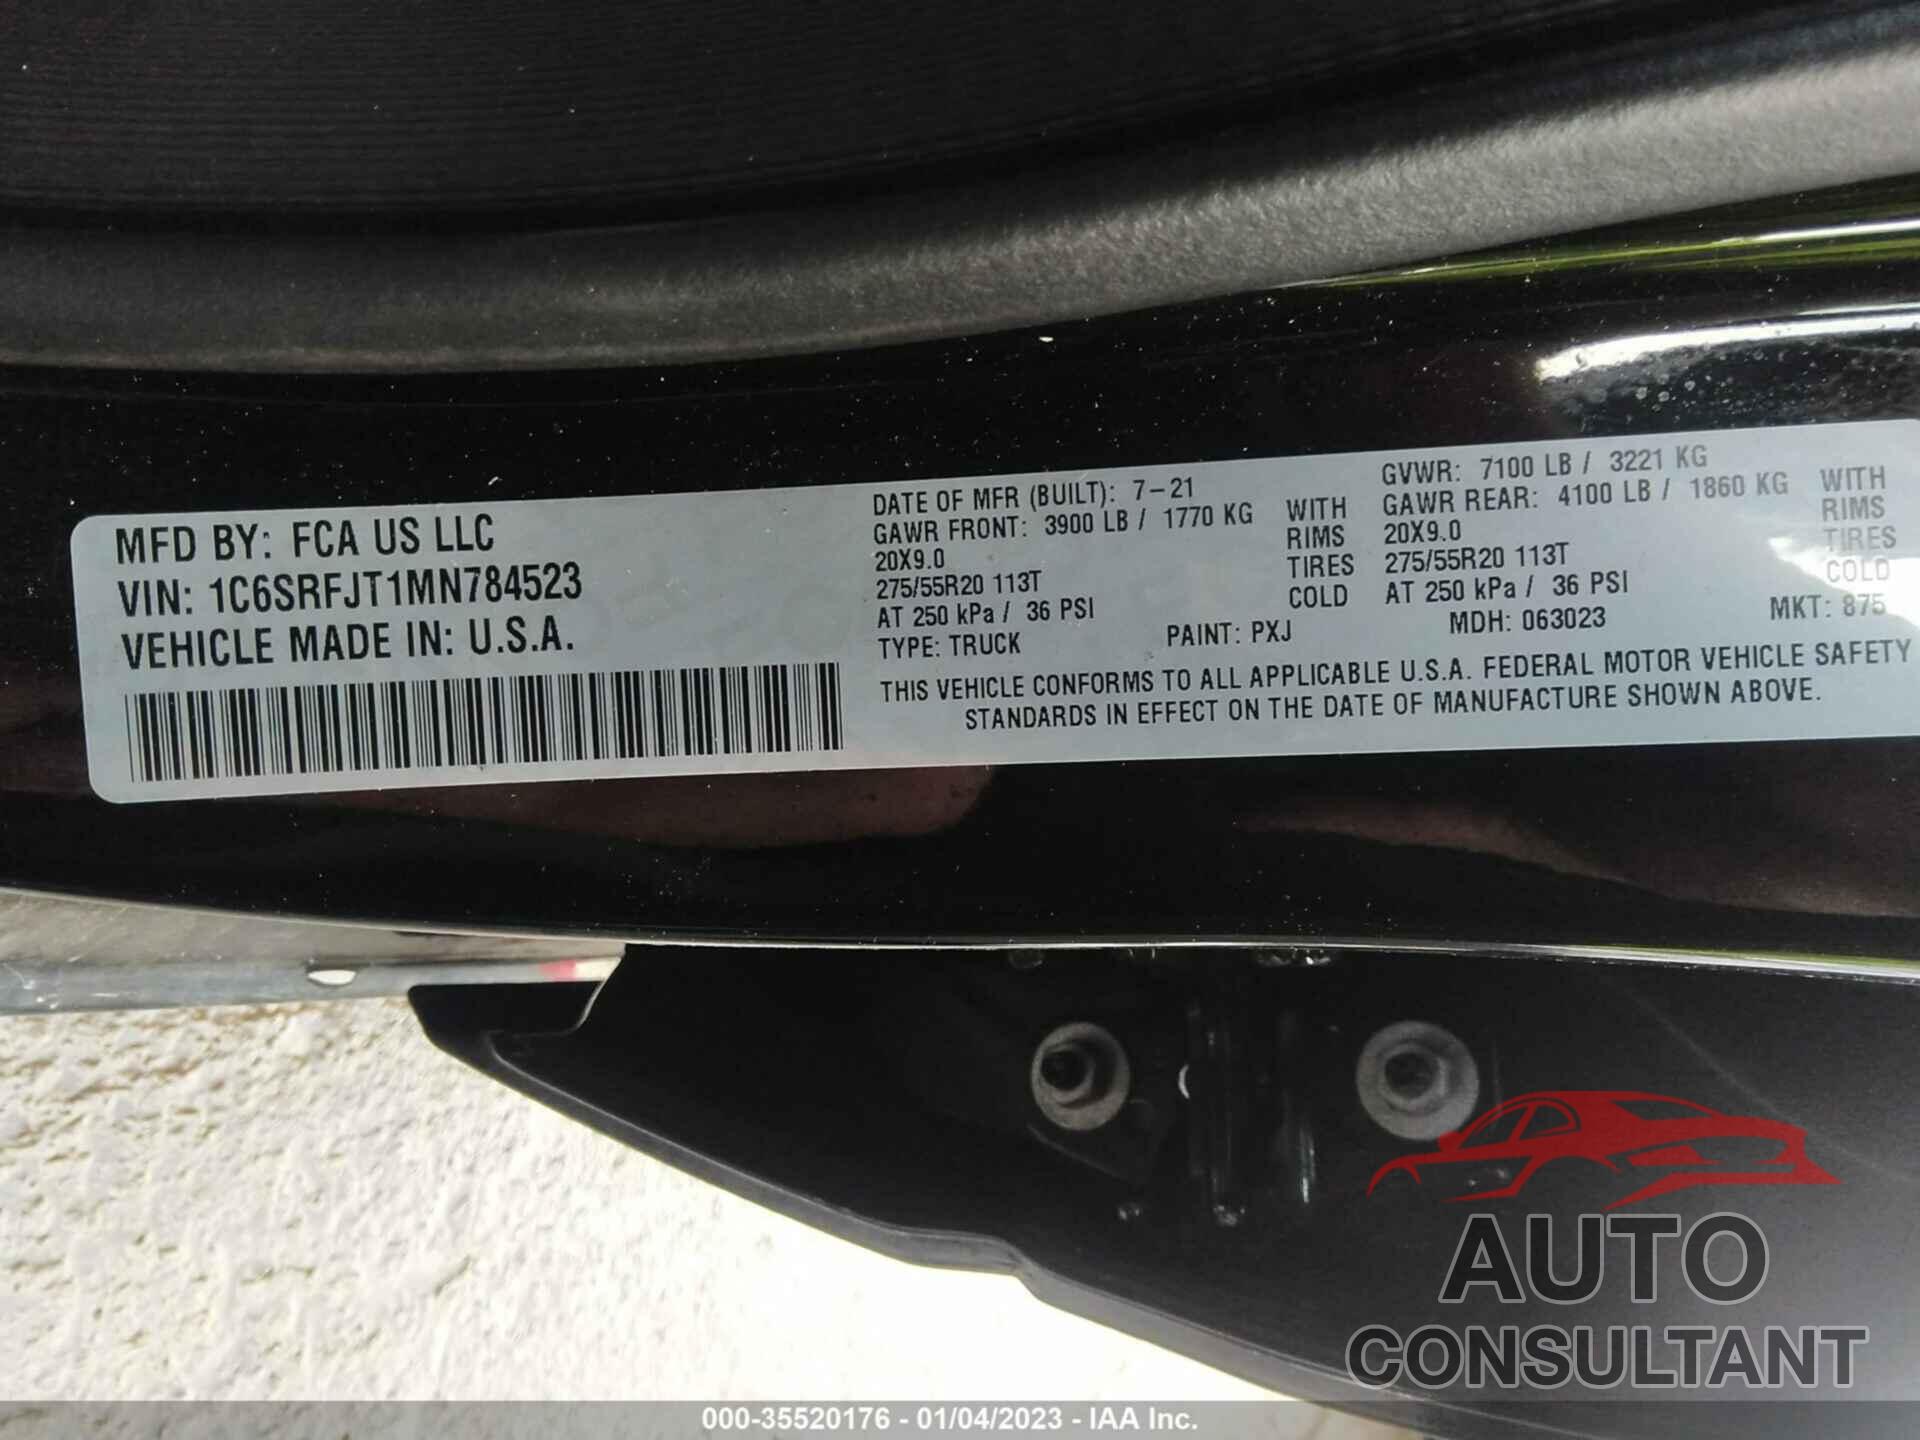 MFD BY: FCA US LLC
VIN: 1C6SRFJT1MN784523
VEHICLE MADE IN: U.S.A.
DATE OF MFR (BUILT): 7-21
GAWR FRONT: 3900 LB / 1770 KG WITH
20X9.0 RIMS
275/55R20 113T TIRES
AT 250 kPa / 36 PSI COLD
GVWR: 7100 LB / 3221 KG
GAWR REAR: 4100 LB / 1860 KG WITH
20X9.0 RIMS
275/55R20 113T TIRES
AT 250 kPa / 36 PSI COLD
TYPE: TRUCK PAINT: PXJ MDH: 063023 MKT: 875
THIS VEHICLE CONFORMS TO ALL APPLICABLE U.S.A. FEDERAL MOTOR VEHICLE SAFETY
STANDARDS IN EFFECT ON THE DATE OF MANUFACTURE SHOWN ABOVE.
AUTO
CONSULTANT
000-35520176 - 01/04/2023 - IAA Inc.